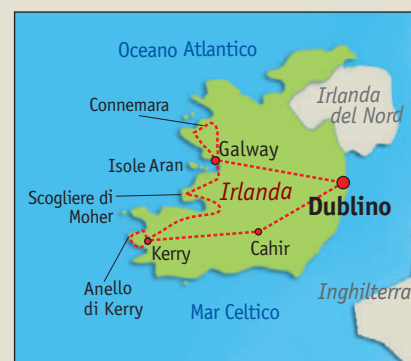 Oceano Atlantico
Connemara
Irlanda
del Nord
Galway
Isole Aran
Irlanda
Scogliere di
Moher
Dublino
Kerry
Cahir
Anello
di Kerry
Mar Celtico
Inghilterra